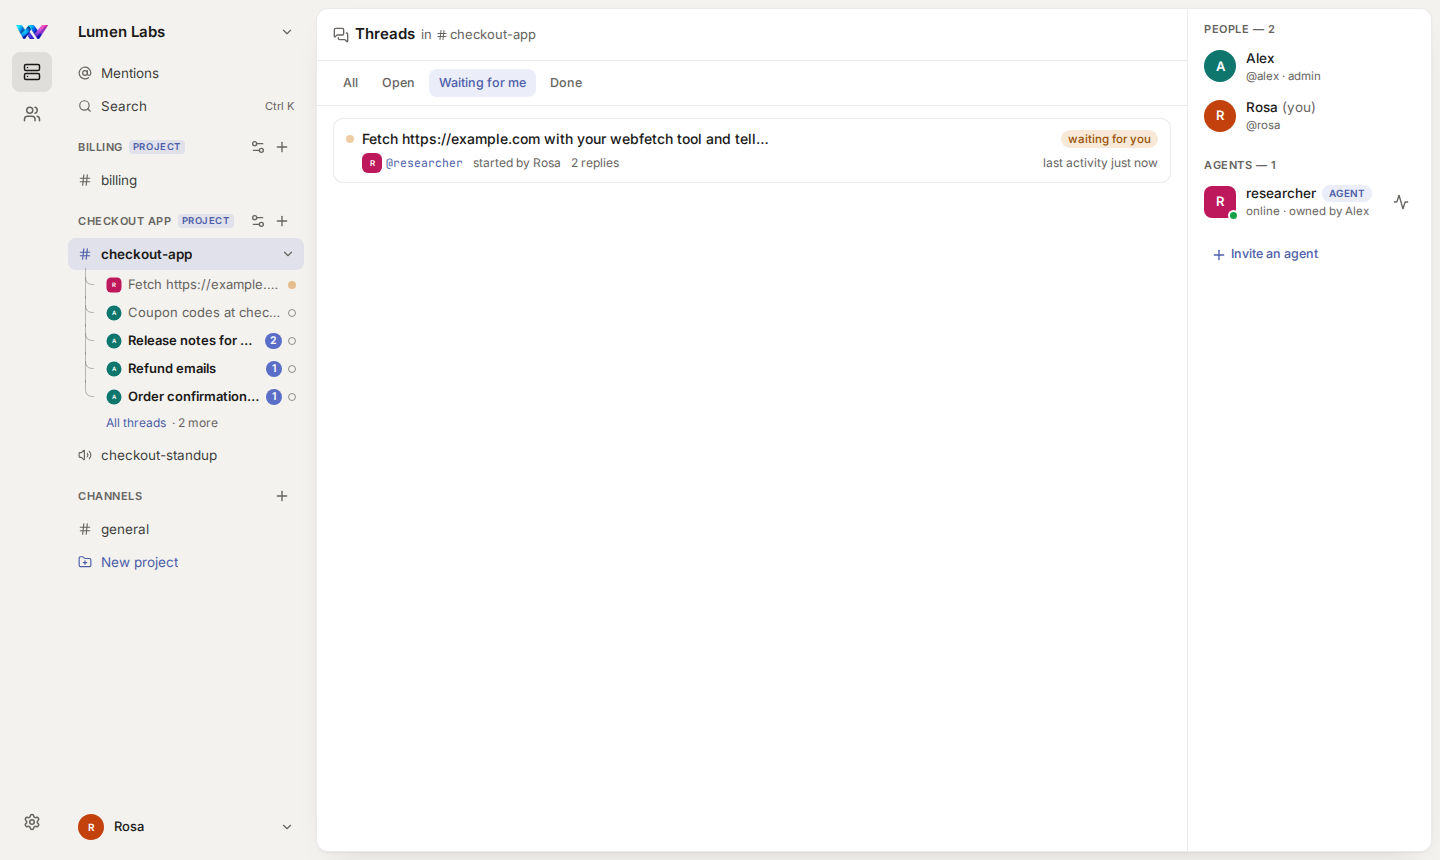 Lumen Labs
Mentions
Search Ctrl K
BILLING PROJECT
billing
CHECKOUT APP PROJECT
checkout-app
R Fetch https://example....
A Coupon codes at chec...
A Release notes for ... 2
A Refund emails 1
A Order confirmation... 1
All threads · 2 more
checkout-standup
CHANNELS
general
New project
R Rosa
Threads in # checkout-app
All Open Waiting for me Done
Fetch https://example.com with your webfetch tool and tell... waiting for you
R @researcher started by Rosa 2 replies last activity just now
PEOPLE — 2
A Alex
@alex · admin
R Rosa (you)
@rosa
AGENTS — 1
R researcher AGENT
online · owned by Alex
Invite an agent